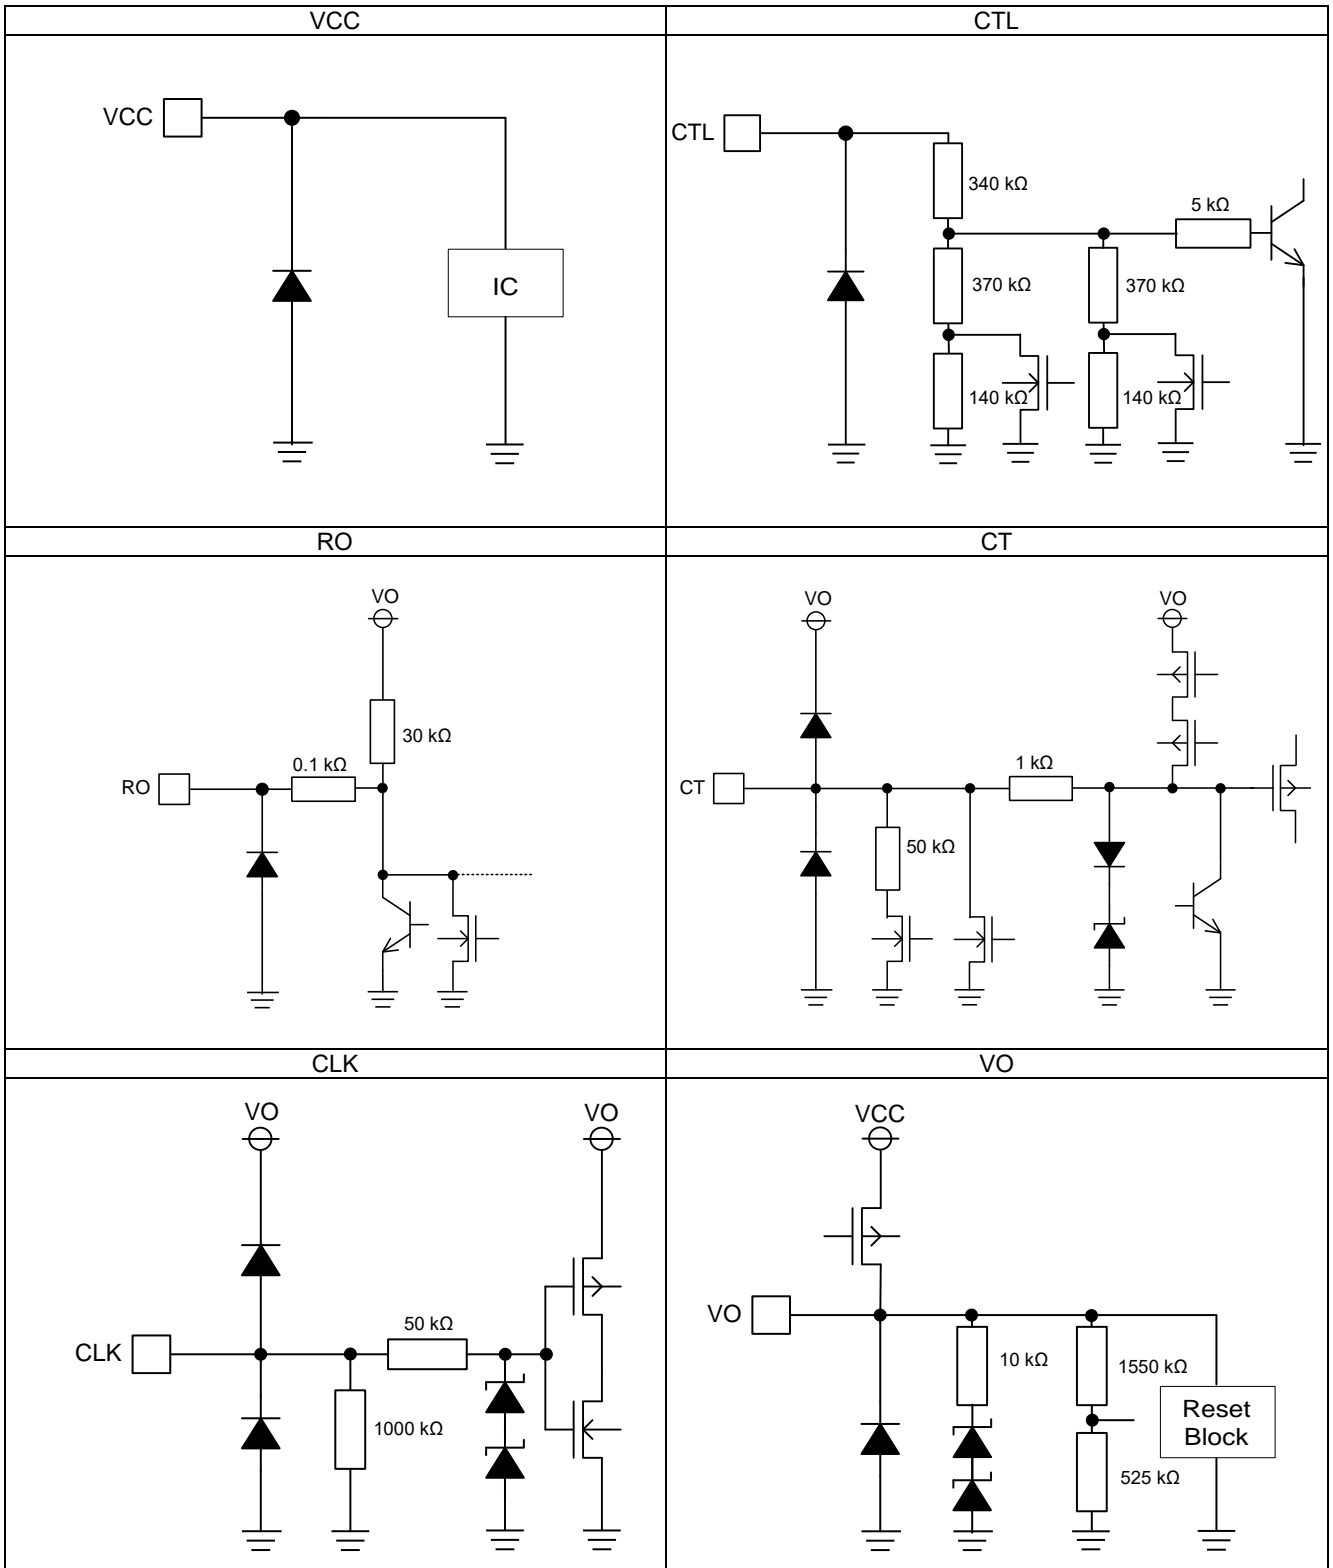 VCC
CTL
VCC
IC
CTL
340 kΩ
5 kΩ
370 kΩ
370 kΩ
140 kΩ
140 kΩ
RO
CT
VO
30 kΩ
0.1 kΩ
RO
VO
VO
1 kΩ
CT
50 kΩ
CLK
VO
VO
VO
50 kΩ
CLK
1000 kΩ
VCC
VO
10 kΩ
1550 kΩ
Reset
Block
525 kΩ